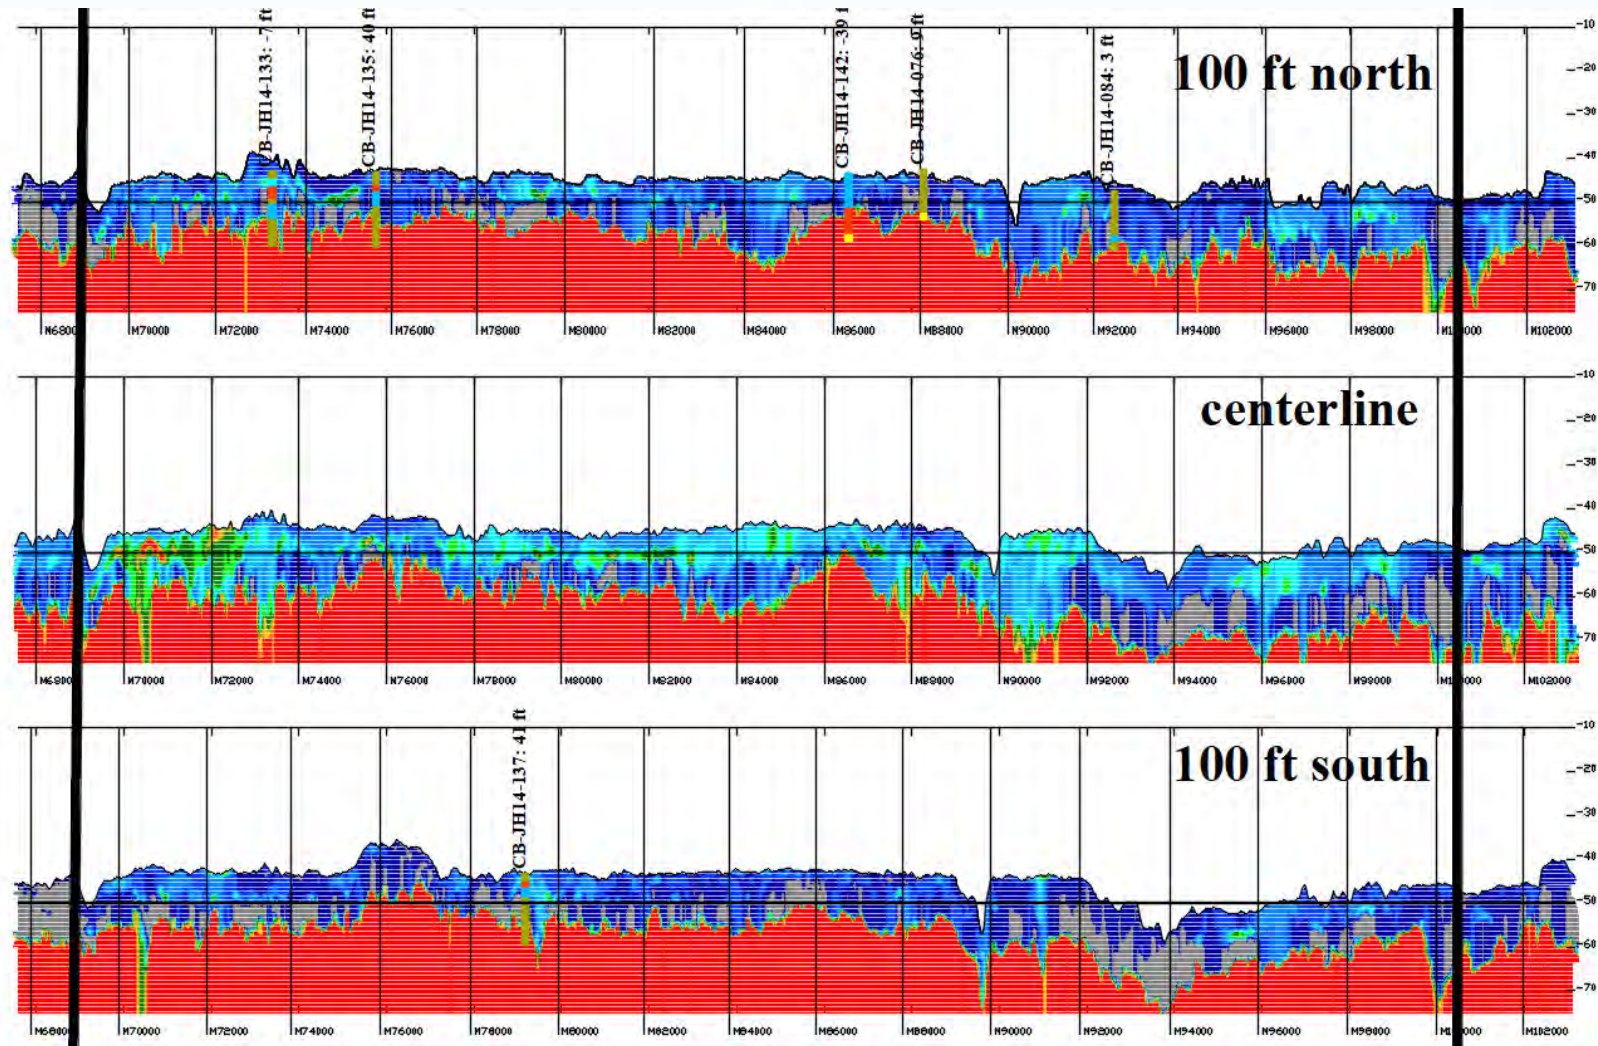 CB-JH14-133: -7 ft
CB-JH14-135: 40 ft
CB-JH14-142: -39 f
CB-JH14-076: 9 ft
CB-JH14-084: 3 ft
100 ft north
-10
-20
-30
-40
-50
-60
-70
M70000 M72000 M74000 M76000 M78000 M80000 M82000 M84000 M86000 M88000 M90000 M92000 M94000 M96000 M98000 M102000
centerline
-10
-20
-30
-40
-50
-60
-70
M70000 M72000 M74000 M76000 M78000 M80000 M82000 M84000 M86000 M88000 M90000 M92000 M94000 M96000 M98000 M102000
CB-JH14-137: 41 ft
100 ft south
-10
-20
-30
-40
-50
-60
-70
M70000 M72000 M74000 M76000 M78000 M80000 M82000 M84000 M86000 M88000 M90000 M92000 M94000 M96000 M98000 M102000